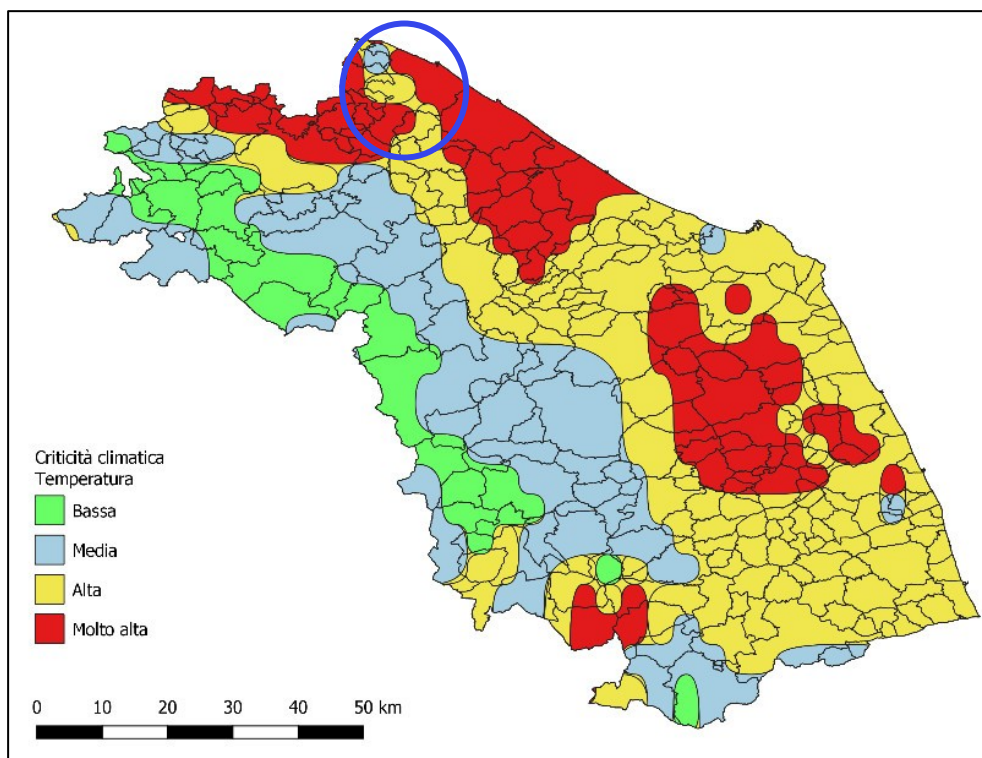 Criticità climatica
Temperatura
Bassa
Media
Alta
Molto alta
0 10 20 30 40 50 km